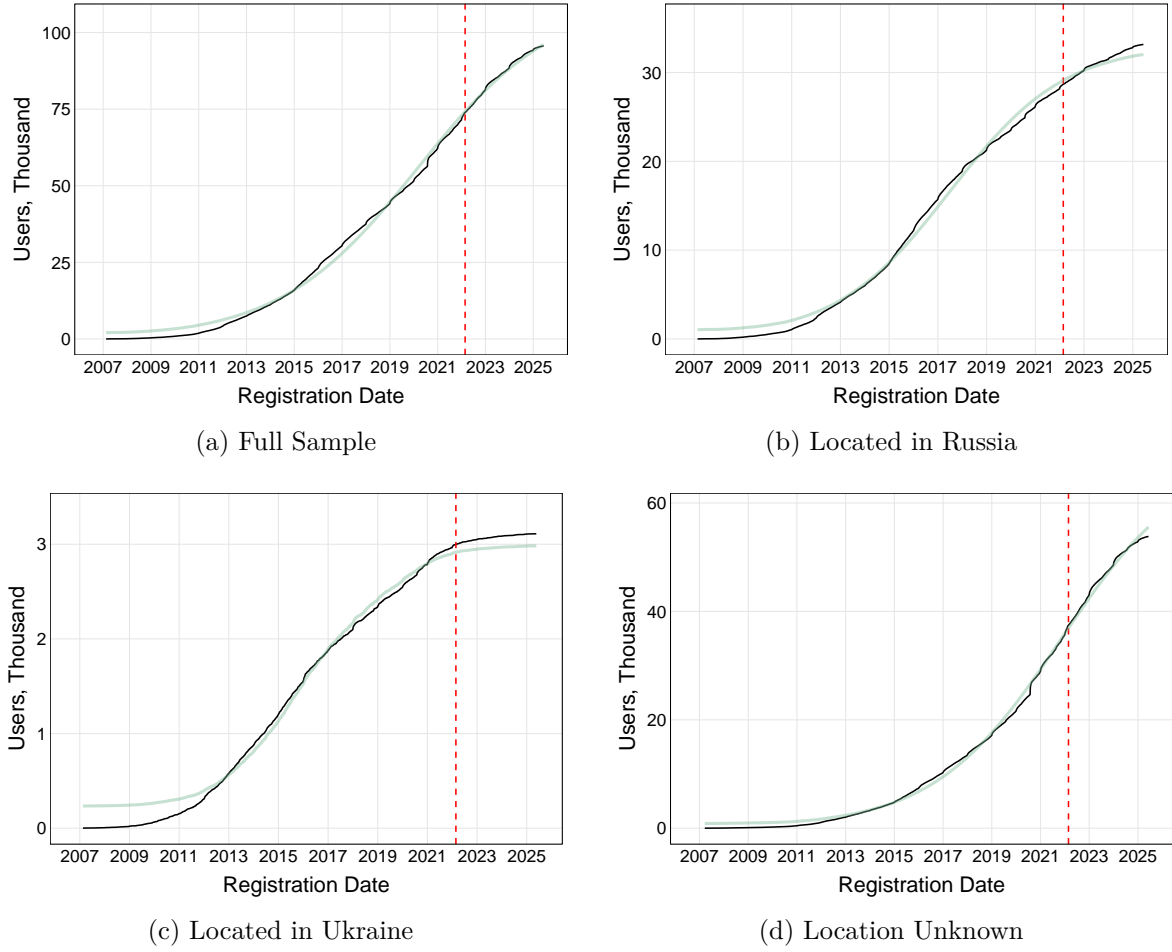 100
75
50
25
0
Users, Thousand
2007 2009 2011 2013 2015 2017 2019 2021 2023 2025
Registration Date
(a) Full Sample
30
20
10
0
Users, Thousand
2007 2009 2011 2013 2015 2017 2019 2021 2023 2025
Registration Date
(b) Located in Russia
3
2
1
0
Users, Thousand
2007 2009 2011 2013 2015 2017 2019 2021 2023 2025
Registration Date
(c) Located in Ukraine
60
40
20
0
Users, Thousand
2007 2009 2011 2013 2015 2017 2019 2021 2023 2025
Registration Date
(d) Location Unknown